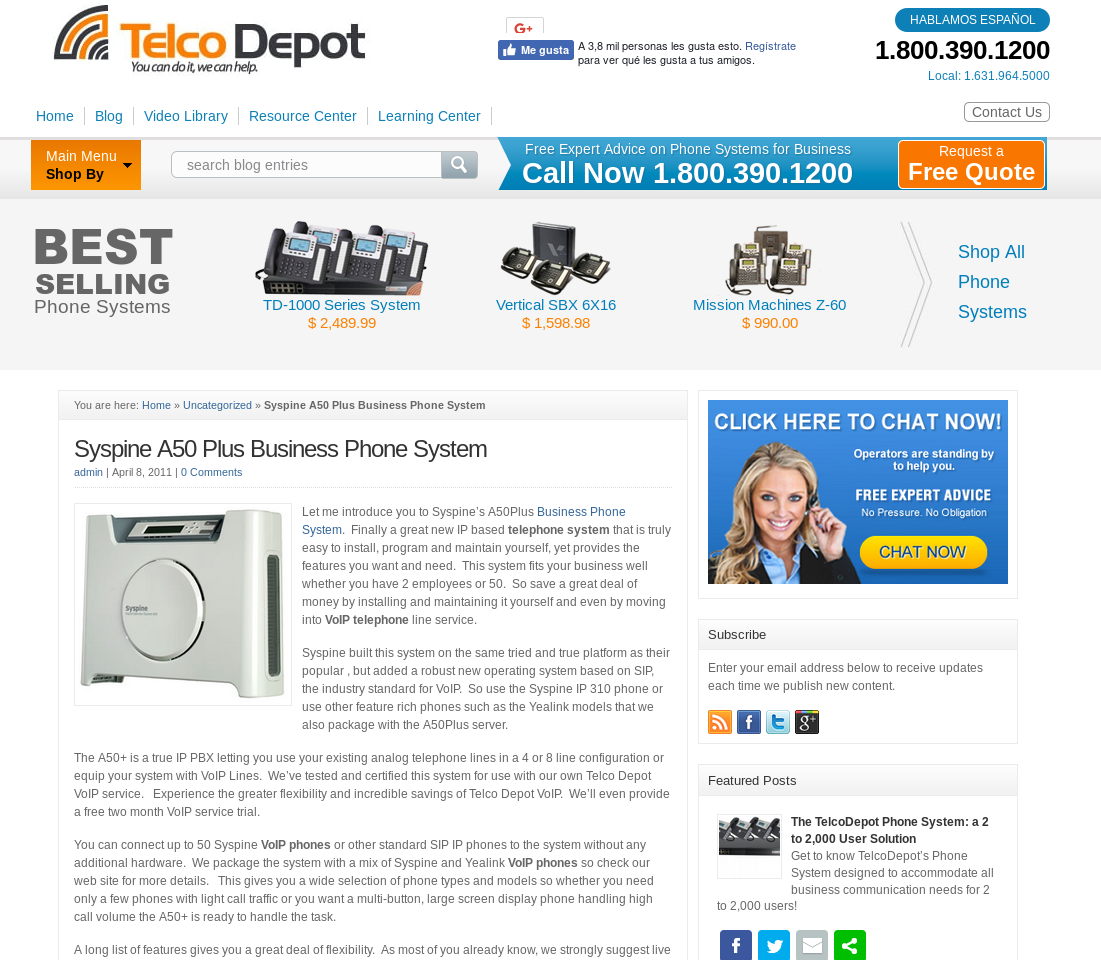 Telco Depot
You can do it, we can help.
G+
Me gusta
A 3,8 mil personas les gusta esto. Regístrate
para ver qué les gusta a tus amigos.
HABLAMOS ESPAÑOL
1.800.390.1200
Local: 1.631.964.5000
Home
Blog
Video Library
Resource Center
Learning Center
Contact Us
Main Menu
Shop By
search blog entries
Free Expert Advice on Phone Systems for Business
Call Now 1.800.390.1200
Request a
Free Quote
BEST
SELLING
Phone Systems
TD-1000 Series System
$ 2,489.99
Vertical SBX 6X16
$ 1,598.98
Mission Machines Z-60
$ 990.00
Shop All
Phone
Systems
You are here: Home » Uncategorized » Syspine A50 Plus Business Phone System
Syspine A50 Plus Business Phone System
admin | April 8, 2011 | 0 Comments
Syspine
Let me introduce you to Syspine’s A50Plus Business Phone
System.  Finally a great new IP based telephone system that is truly
easy to install, program and maintain yourself, yet provides the
features you want and need.  This system fits your business well
whether you have 2 employees or 50.  So save a great deal of
money by installing and maintaining it yourself and even by moving
into VoIP telephone line service.
Syspine built this system on the same tried and true platform as their
popular , but added a robust new operating system based on SIP,
the industry standard for VoIP.  So use the Syspine IP 310 phone or
use other feature rich phones such as the Yealink models that we
also package with the A50Plus server.
The A50+ is a true IP PBX letting you use your existing analog telephone lines in a 4 or 8 line configuration or
equip your system with VoIP Lines.  We’ve tested and certified this system for use with our own Telco Depot
VoIP service.   Experience the greater flexibility and incredible savings of Telco Depot VoIP.  We’ll even provide
a free two month VoIP service trial.
You can connect up to 50 Syspine VoIP phones or other standard SIP IP phones to the system without any
additional hardware.  We package the system with a mix of Syspine and Yealink VoIP phones so check our
web site for more details.   This gives you a wide selection of phone types and models so whether you need
only a few phones with light call traffic or you want a multi-button, large screen display phone handling high
call volume the A50+ is ready to handle the task.
A long list of features gives you a great deal of flexibility.  As most of you already know, we strongly suggest live
CLICK HERE TO CHAT NOW!
Operators are standing by
to help you.
FREE EXPERT ADVICE
No Pressure. No Obligation
CHAT NOW
Subscribe
Enter your email address below to receive updates
each time we publish new content.
Featured Posts
The TelcoDepot Phone System: a 2
to 2,000 User Solution
Get to know TelcoDepot’s Phone
System designed to accommodate all
business communication needs for 2
to 2,000 users!